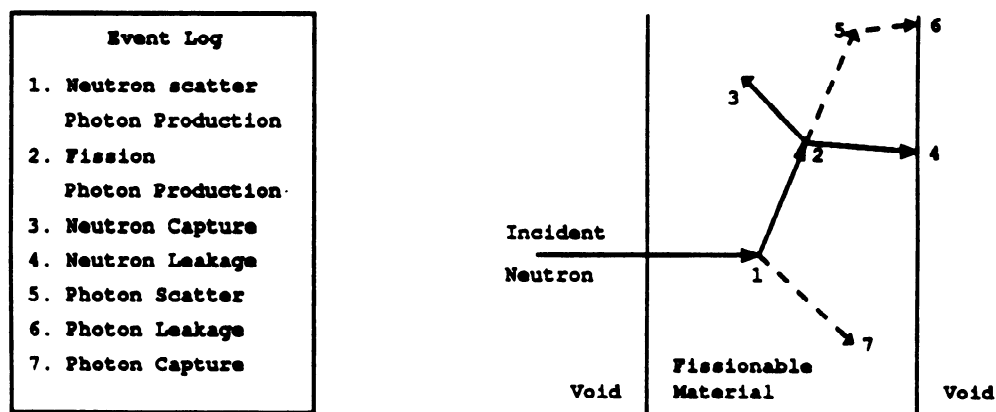 Event Log
1. Neutron scatter
Photon Production
2. Fission
Photon Production
3. Neutron Capture
4. Neutron Leakage
5. Photon Scatter
6. Photon Leakage
7. Photon Capture
5
6
3
2
4
Incident
Neutron
1
7
Void
Fissionable
Material
Void